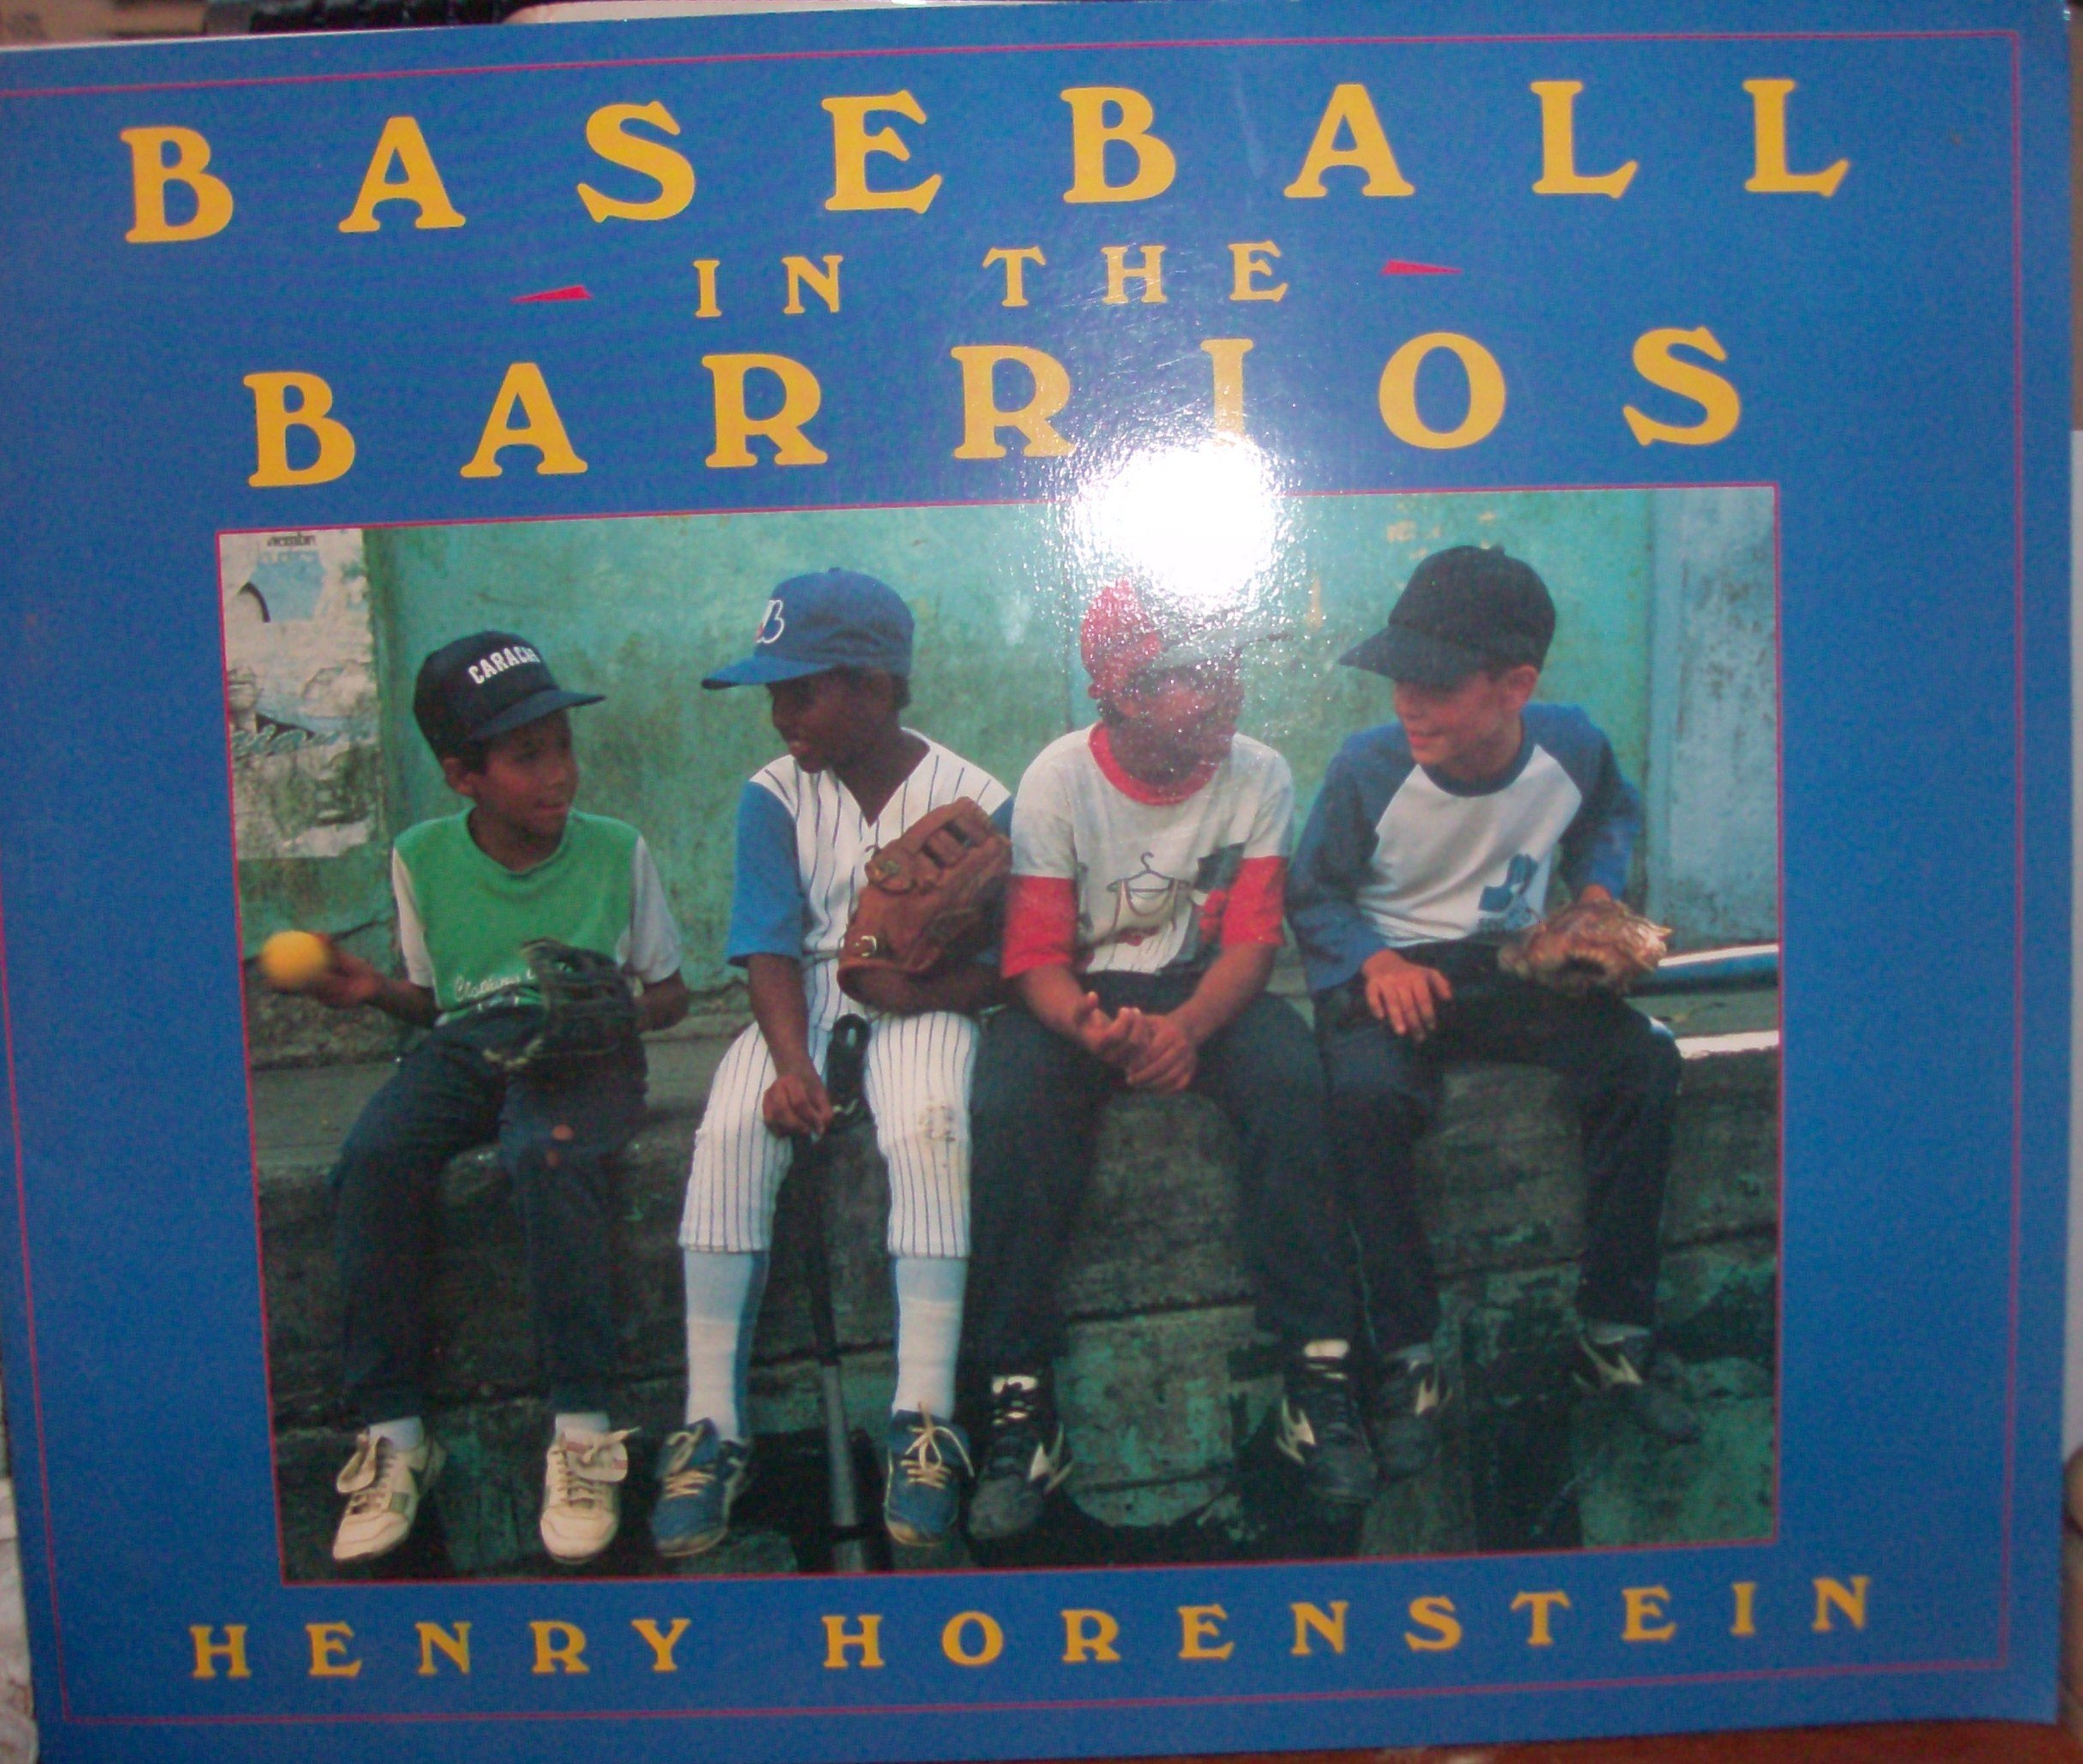 BASEBALL
IN THE
BARRIOS
CARACAS
HENRY HORENSTEIN